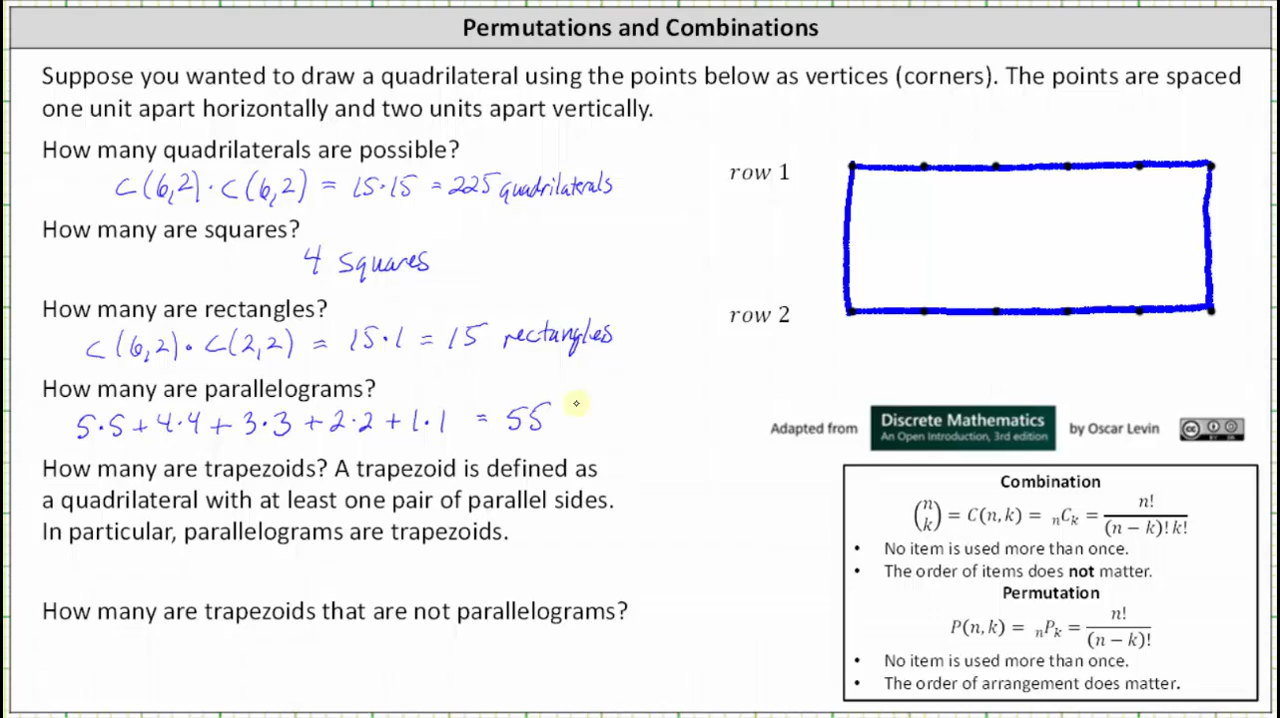 Permutations and Combinations
Suppose you wanted to draw a quadrilateral using the points below as vertices (corners). The points are spaced
one unit apart horizontally and two units apart vertically.
How many quadrilaterals are possible?
C(6,2)·C(6,2) = 15·15 = 225 quadrilaterals
How many are squares?
4 squares
How many are rectangles?
C(6,2)·C(2,2) = 15·1 = 15 rectangles
How many are parallelograms?
5·5 + 4·4 + 3·3 + 2·2 + 1·1 = 55
How many are trapezoids? A trapezoid is defined as
a quadrilateral with at least one pair of parallel sides.
In particular, parallelograms are trapezoids.
How many are trapezoids that are not parallelograms?
row 1
row 2
Adapted from
Discrete Mathematics
An Open Introduction, 3rd edition
by Oscar Levin
Combination
(n k) = C(n, k) = nCk = n!/(n − k)! k!
• No item is used more than once.
• The order of items does not matter.
Permutation
P(n, k) = nPk = n!/(n − k)!
• No item is used more than once.
• The order of arrangement does matter.